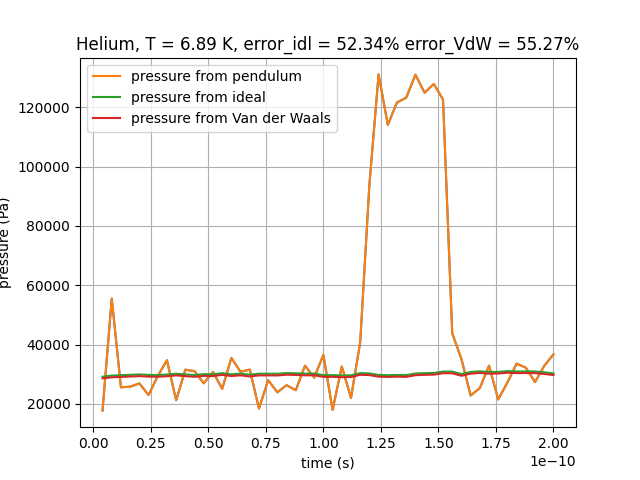 Helium, T = 6.89 K, error_idl = 52.34% error_VdW = 55.27%
pressure from pendulum
pressure from ideal
pressure from Van der Waals
pressure (Pa)
120000
100000
80000
60000
40000
20000
0.00 0.25 0.50 0.75 1.00 1.25 1.50 1.75 2.00
time (s)
1e−10